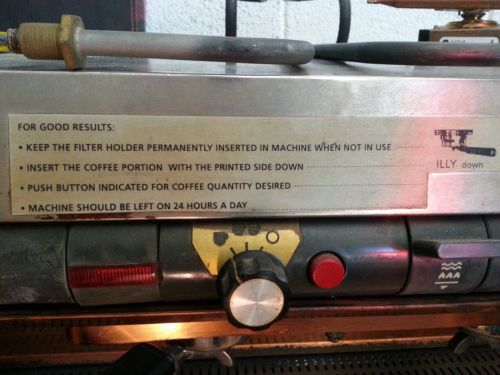 FOR GOOD RESULTS:
• KEEP THE FILTER HOLDER PERMANENTLY INSERTED IN MACHINE WHEN NOT IN USE
• INSERT THE COFFEE PORTION WITH THE PRINTED SIDE DOWN
ILLY down
• PUSH BUTTON INDICATED FOR COFFEE QUANTITY DESIRED
• MACHINE SHOULD BE LEFT ON 24 HOURS A DAY